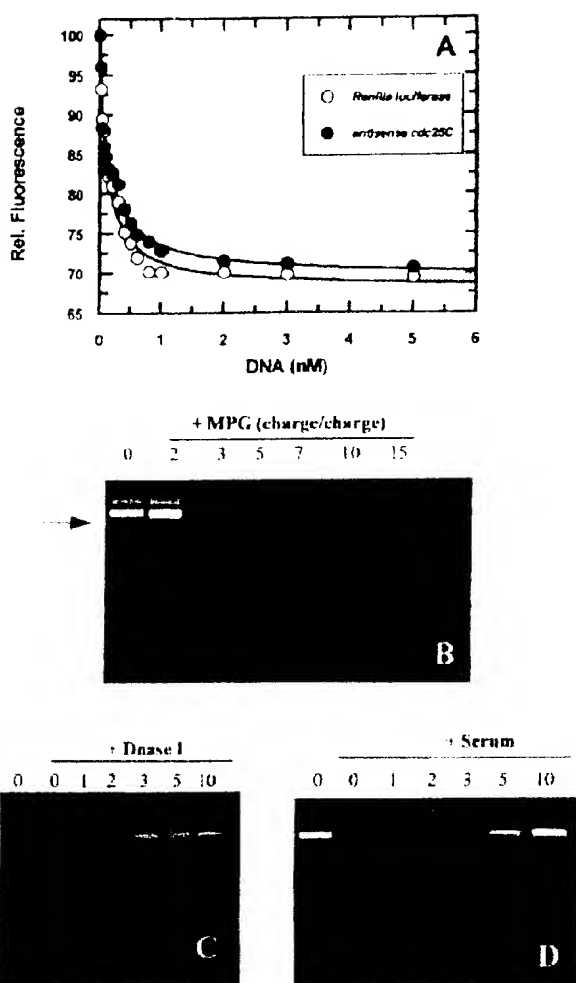 A
Rel. Fluorescence
100
95
90
85
80
75
70
65
Renilla luciferase
antisense cdc25C
0 1 2 3 4 5 6
DNA (nM)
+ MPG (charge/charge)
0 2 3 5 7 10 15
B
+ Dnase I
0 0 1 2 3 5 10
C
+ Serum
0 0 1 2 3 5 10
D